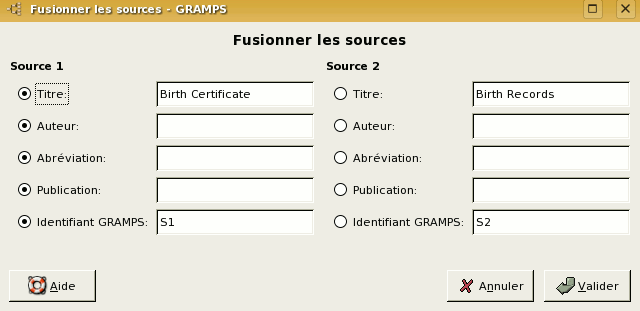 Fusionner les sources - GRAMPS
Fusionner les sources
Source 1 Source 2
Titre: Birth Certificate Titre: Birth Records
Auteur: Auteur:
Abréviation: Abréviation:
Publication: Publication:
Identifiant GRAMPS: S1 Identifiant GRAMPS: S2
Aide Annuler Valider